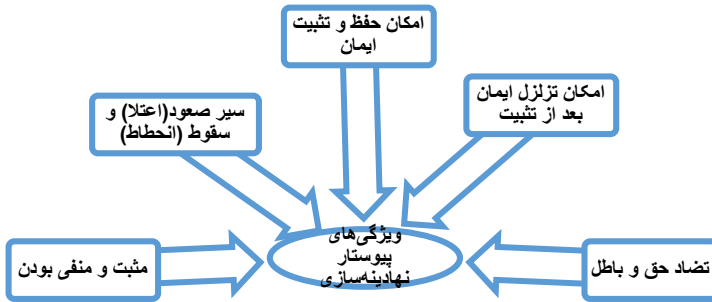 امکان حفظ و تثبیت
ایمان
امکان تزلزل ایمان
بعد از تثبیت
سیر صعود(اعتلا) و
سقوط (انحطاط)
ویژگی‌های
پیوستار
نهادینه‌سازی
تضاد حق و باطل
مثبت و منفی بودن